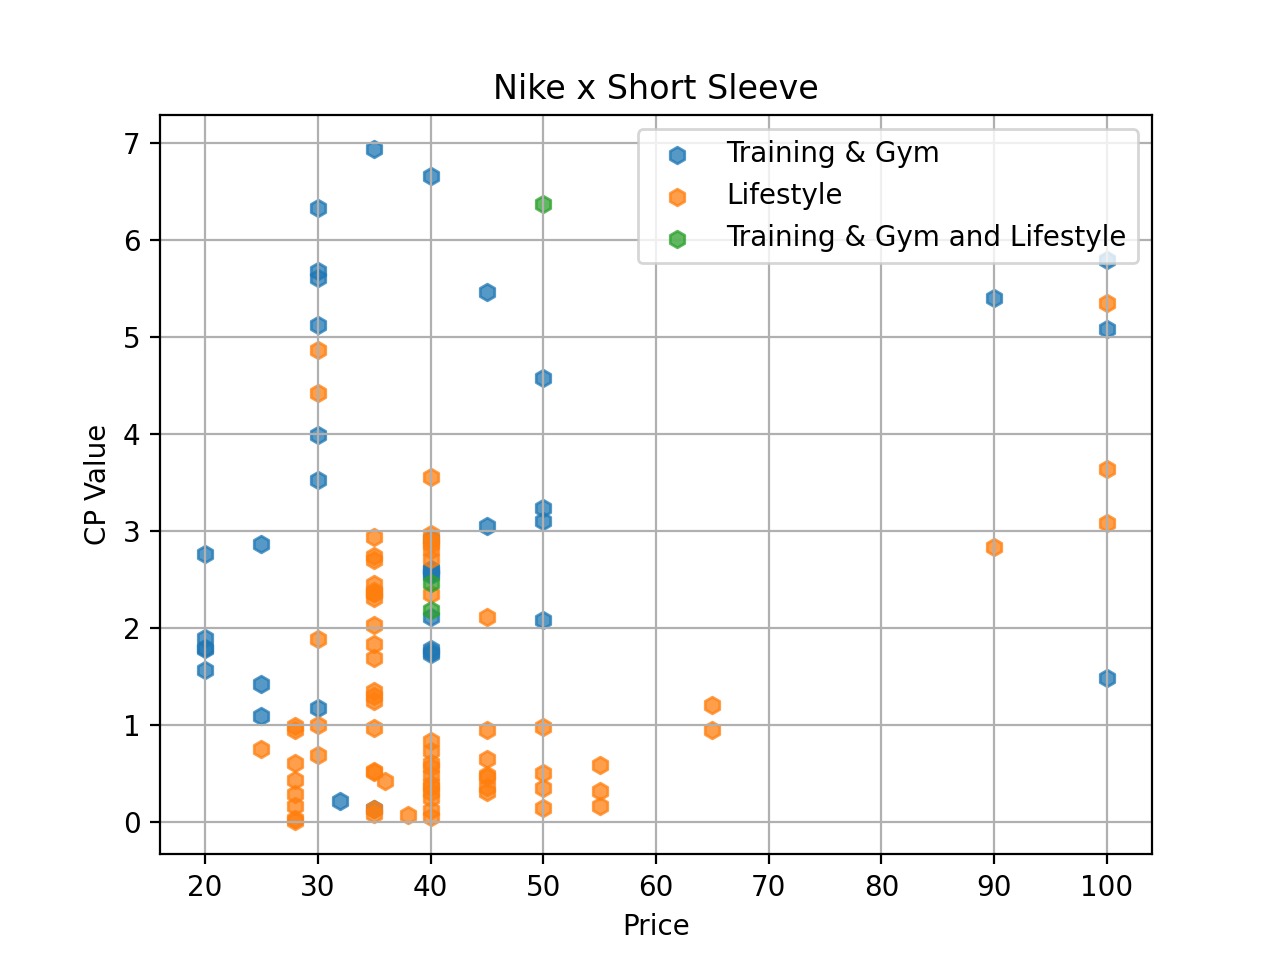 Nike x Short Sleeve
Training & Gym
Lifestyle
Training & Gym and Lifestyle
7
6
5
4
3
2
1
0
CP Value
20 30 40 50 60 70 80 90 100
Price